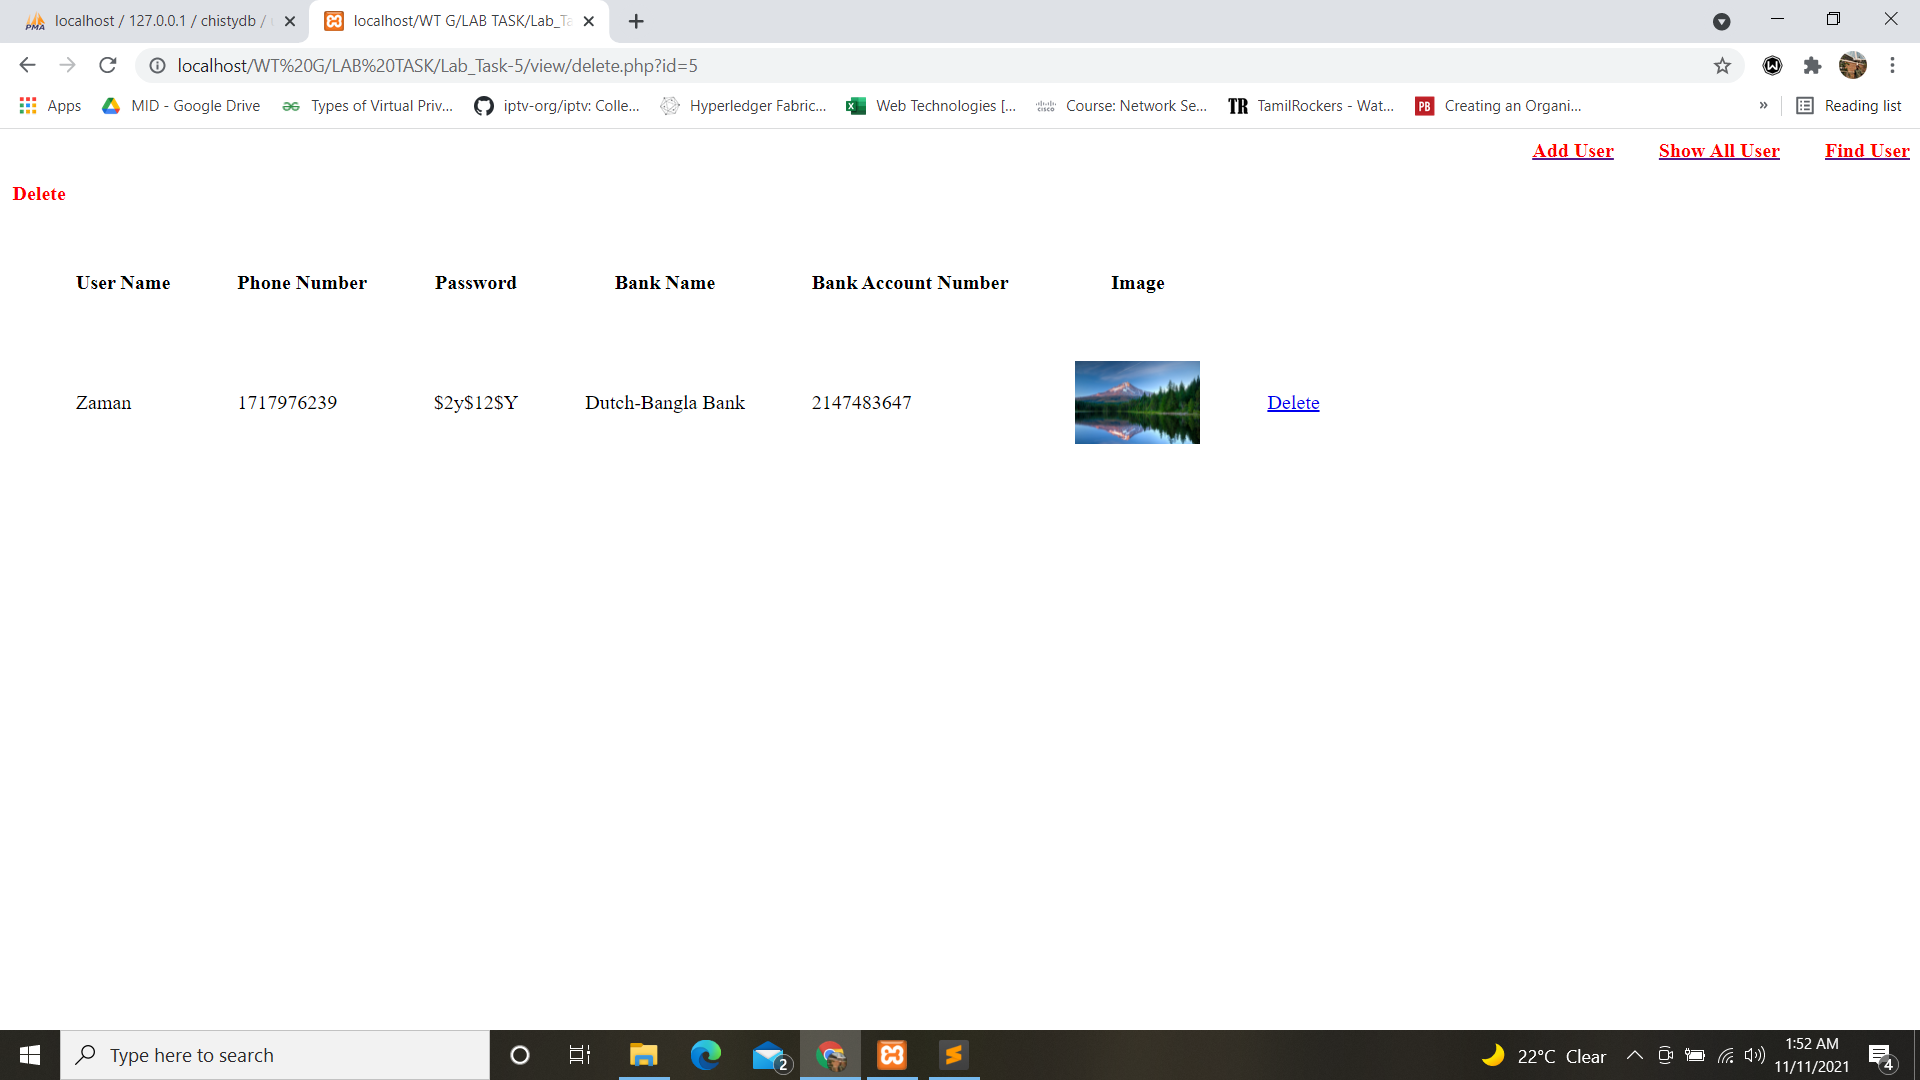 localhost / 127.0.0.1 / chistydb /
localhost/WT G/LAB TASK/Lab_Ta
localhost/WT%20G/LAB%20TASK/Lab_Task-5/view/delete.php?id=5
Apps MID - Google Drive Types of Virtual Priv... iptv-org/iptv: Colle... Hyperledger Fabric... Web Technologies [... Course: Network Se... TR TamilRockers - Wat... PB Creating an Organi... » Reading list
Add User Show All User Find User
Delete
User Name Phone Number Password Bank Name Bank Account Number Image
Zaman 1717976239 $2y$12$Y Dutch-Bangla Bank 2147483647 Delete
Type here to search
2
22°C Clear
1:52 AM
11/11/2021
4